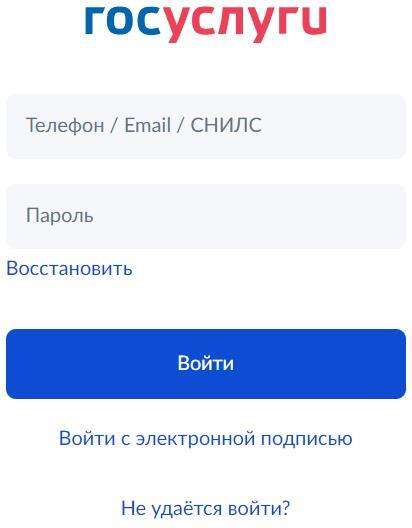 госуслуги
Телефон / Email / СНИЛС
Пароль
Восстановить
Войти
Войти с электронной подписью
Не удаётся войти?